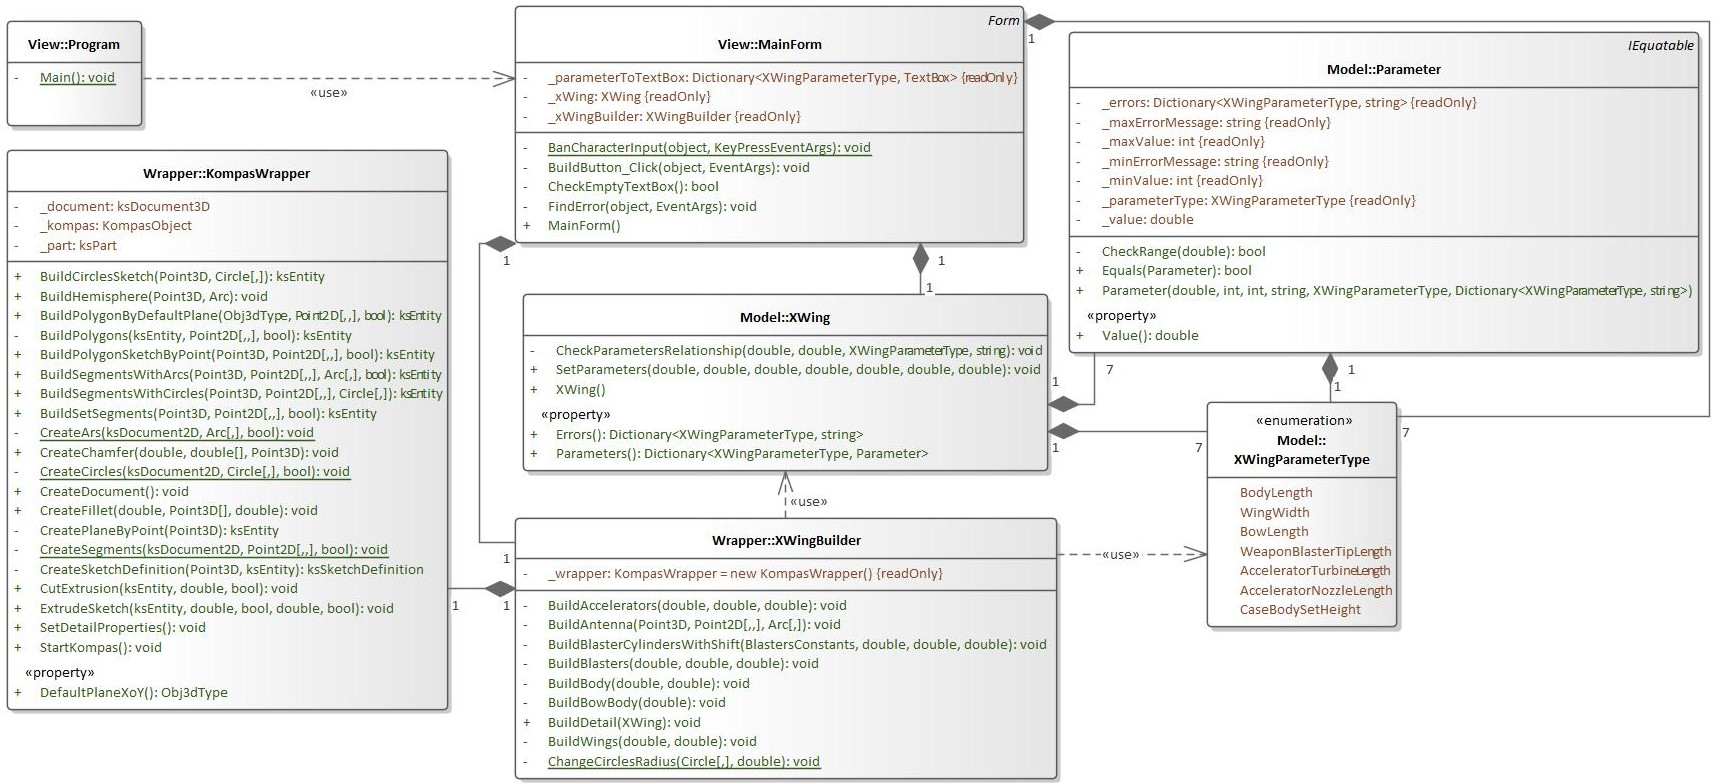 View::Program
- Main(): void
«use»
Form
View::MainForm
- _parameterToTextBox: Dictionary<XWingParameterType, TextBox> {readOnly}
- _xWing: XWing {readOnly}
- _xWingBuilder: XWingBuilder {readOnly}
- BanCharacterInput(object, KeyPressEventArgs): void
- BuildButton_Click(object, EventArgs): void
- CheckEmptyTextBox(): bool
- FindError(object, EventArgs): void
+ MainForm()
1
1
1
1
IEquatable
Model::Parameter
- _errors: Dictionary<XWingParameterType, string> {readOnly}
- _maxErrorMessage: string {readOnly}
- _maxValue: int {readOnly}
- _minErrorMessage: string {readOnly}
- _minValue: int {readOnly}
- _parameterType: XWingParameterType {readOnly}
- _value: double
- CheckRange(double): bool
+ Equals(Parameter): bool
+ Parameter(double, int, int, string, XWingParameterType, Dictionary<XWingParameterType, string>)
«property»
+ Value(): double
7
1
1
Wrapper::KompasWrapper
- _document: ksDocument3D
- _kompas: KompasObject
- _part: ksPart
+ BuildCirclesSketch(Point3D, Circle[,]): ksEntity
+ BuildHemisphere(Point3D, Arc): void
+ BuildPolygonByDefaultPlane(Obj3dType, Point2D[,,], bool): ksEntity
- BuildPolygons(ksEntity, Point2D[,,], bool): ksEntity
+ BuildPolygonSketchByPoint(Point3D, Point2D[,,], bool): ksEntity
+ BuildSegmentsWithArcs(Point3D, Point2D[,,], Arc[,], bool): ksEntity
+ BuildSegmentsWithCircles(Point3D, Point2D[,,], Circle[,]): ksEntity
+ BuildSetSegments(Point3D, Point2D[,,], bool): ksEntity
- CreateArs(ksDocument2D, Arc[,], bool): void
+ CreateChamfer(double, double[], Point3D): void
- CreateCircles(ksDocument2D, Circle[,], bool): void
+ CreateDocument(): void
+ CreateFillet(double, Point3D[], double): void
- CreatePlaneByPoint(Point3D): ksEntity
- CreateSegments(ksDocument2D, Point2D[,,], bool): void
- CreateSketchDefinition(Point3D, ksEntity): ksSketchDefinition
+ CutExtrusion(ksEntity, double, bool): void
+ ExtrudeSketch(ksEntity, double, bool, double, bool): void
+ SetDetailProperties(): void
+ StartKompas(): void
«property»
+ DefaultPlaneXoY(): Obj3dType
Model::XWing
- CheckParametersRelationship(double, double, XWingParameterType, string): void
+ SetParameters(double, double, double, double, double, double, double): void
+ XWing()
«property»
+ Errors(): Dictionary<XWingParameterType, string>
+ Parameters(): Dictionary<XWingParameterType, Parameter>
1
1
7
7
«enumeration»
Model::
XWingParameterType
BodyLength
WingWidth
BowLength
WeaponBlasterTipLength
AcceleratorTurbineLength
AcceleratorNozzleLength
CaseBodySetHeight
«use»
«use»
Wrapper::XWingBuilder
- _wrapper: KompasWrapper = new KompasWrapper() {readOnly}
- BuildAccelerators(double, double, double): void
- BuildAntenna(Point3D, Point2D[,,], Arc[,]): void
- BuildBlasterCylindersWithShift(BlastersConstants, double, double, double): void
- BuildBlasters(double, double, double): void
- BuildBody(double, double): void
- BuildBowBody(double): void
+ BuildDetail(XWing): void
- BuildWings(double, double): void
- ChangeCirclesRadius(Circle[,], double): void
1
1
1